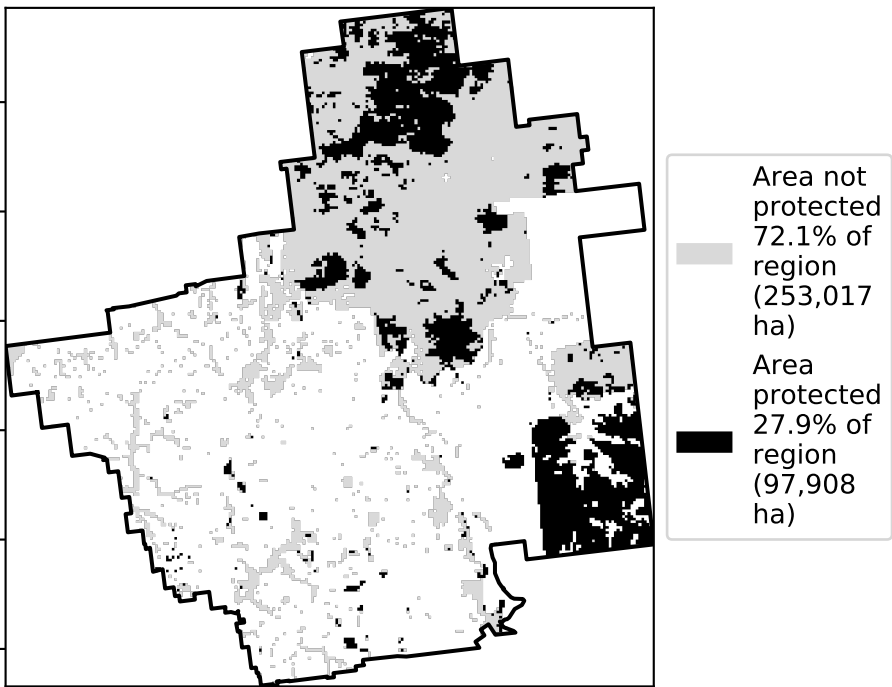 Area not
protected
72.1% of
region
(253,017
ha)
Area
protected
27.9% of
region
(97,908
ha)